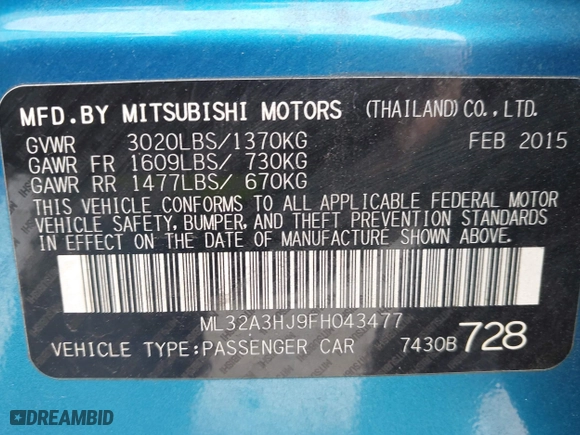 MFD.BY MITSUBISHI MOTORS (THAILAND)CO.,LTD.
GVWR 3020LBS/1370KG FEB 2015
GAWR FR 1609LBS/ 730KG
GAWR RR 1477LBS/ 670KG
THIS VEHICLE CONFORMS TO ALL APPLICABLE FEDERAL MOTOR
VEHICLE SAFETY, BUMPER, AND THEFT PREVENTION STANDARDS
IN EFFECT ON THE DATE OF MANUFACTURE SHOWN ABOVE.
ML32A3HJ9FH043477
VEHICLE TYPE:PASSENGER CAR 7430B 728
DREAMBID